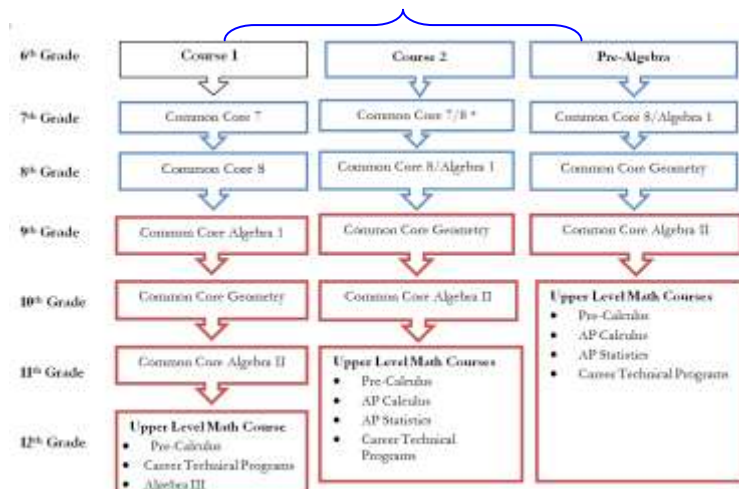 6th Grade
Course 1
Course 2
Pre-Algebra
7th Grade
Common Core 7
Common Core 7/8 *
Common Core 8/Algebra 1
8th Grade
Common Core 8
Common Core 8/Algebra 1
Common Core Geometry
9th Grade
Common Core Algebra 1
Common Core Geometry
Common Core Algebra II
10th Grade
Common Core Geometry
Common Core Algebra II
Upper Level Math Courses
• Pre-Calculus
• AP Calculus
• AP Statistics
• Career Technical Programs
11th Grade
Common Core Algebra II
Upper Level Math Courses
• Pre-Calculus
• AP Calculus
• AP Statistics
• Career Technical
Programs
12th Grade
Upper Level Math Course
• Pre-Calculus
• Career Technical Programs
• Algebra III